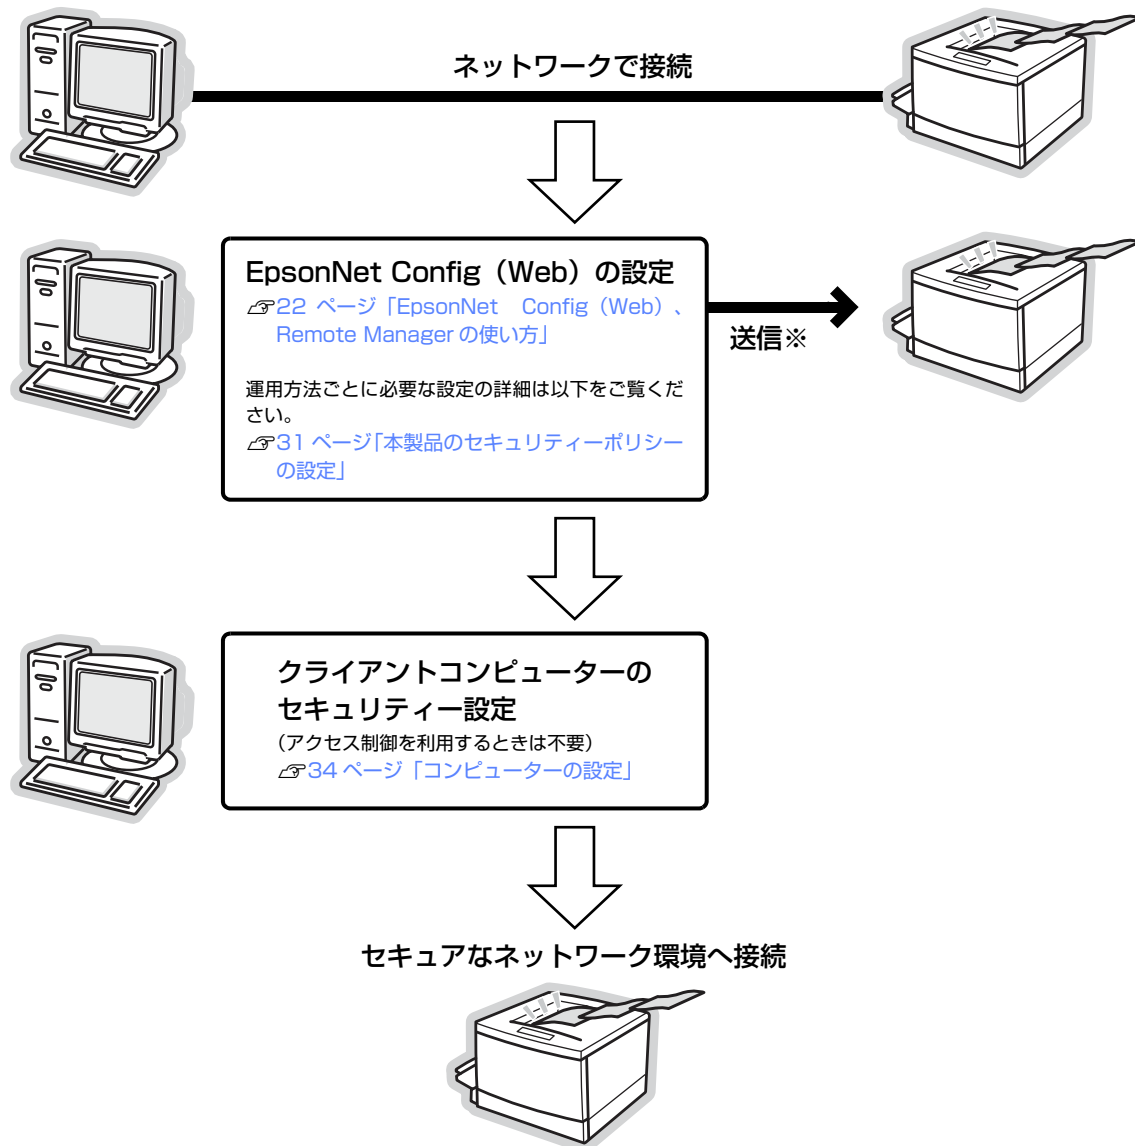 ネットワークで接続
EpsonNet Config（Web）の設定
22 ページ「EpsonNet Config（Web）、
Remote Manager の使い方」
送信※
運用方法ごとに必要な設定の詳細は以下をご覧くだ
さい。
31 ページ「本製品のセキュリティーポリシー
の設定」
クライアントコンピューターの
セキュリティー設定
（アクセス制御を利用するときは不要）
34 ページ「コンピューターの設定」
セキュアなネットワーク環境へ接続